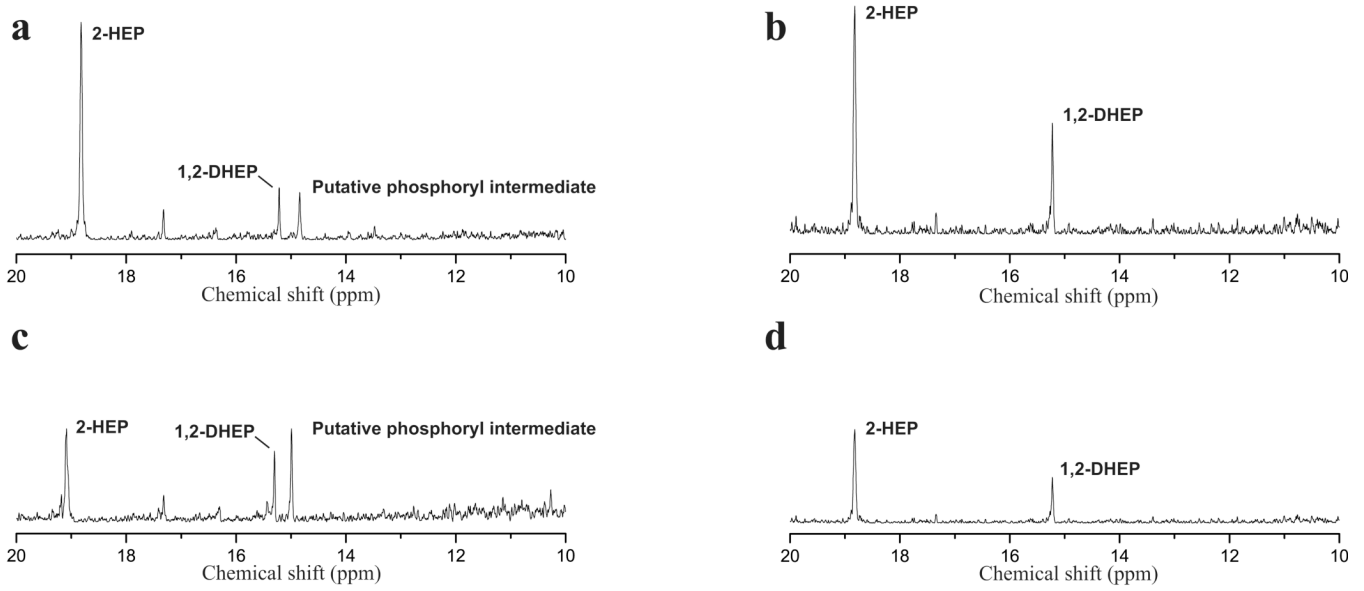 a
2-HEP
1,2-DHEP
Putative phosphoryl intermediate
20 18 16 14 12 10
Chemical shift (ppm)
b
2-HEP
1,2-DHEP
20 18 16 14 12 10
Chemical shift (ppm)
c
2-HEP
1,2-DHEP
Putative phosphoryl intermediate
20 18 16 14 12 10
Chemical shift (ppm)
d
2-HEP
1,2-DHEP
20 18 16 14 12 10
Chemical shift (ppm)